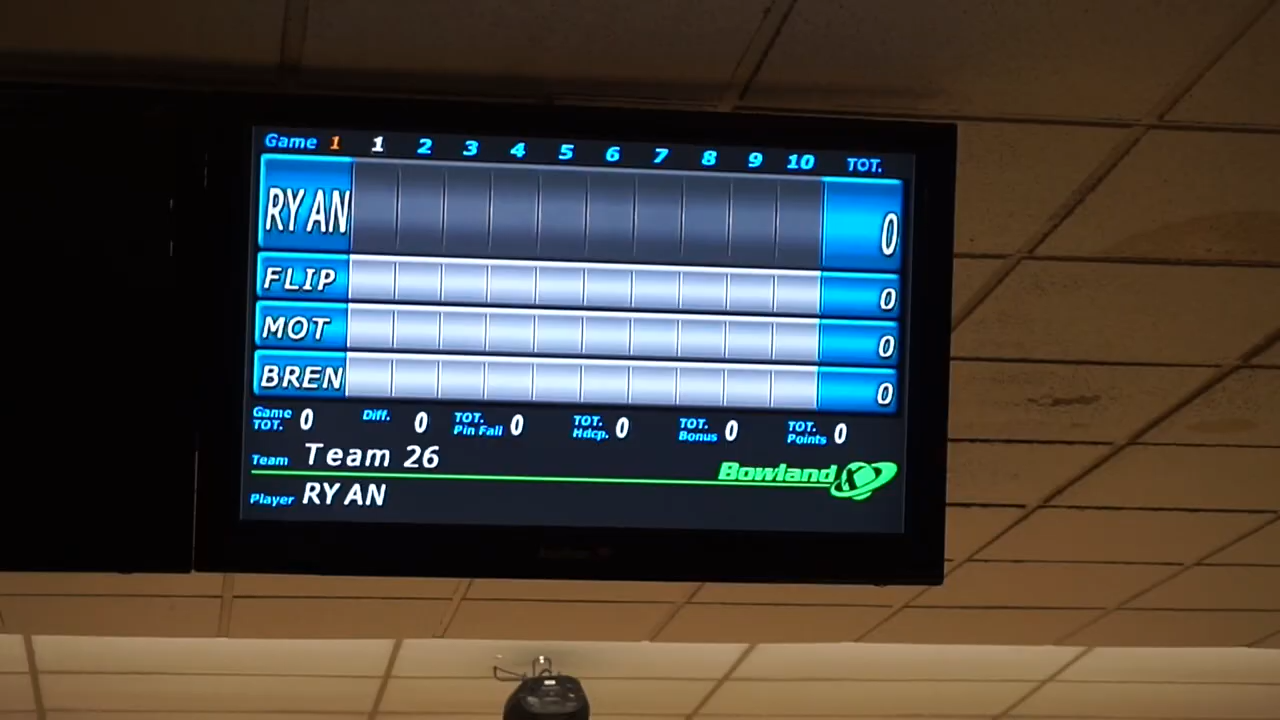 Game 1 1 2 3 4 5 6 7 8 9 10 TOT.
RYAN 0
FLIP 0
MOT 0
BREN 0
Game TOT. 0 Diff. 0 TOT. Pin Fall 0 TOT. Hdcp. 0 TOT. Bonus 0 TOT. Points 0
Team Team 26
Bowland
Player RYAN